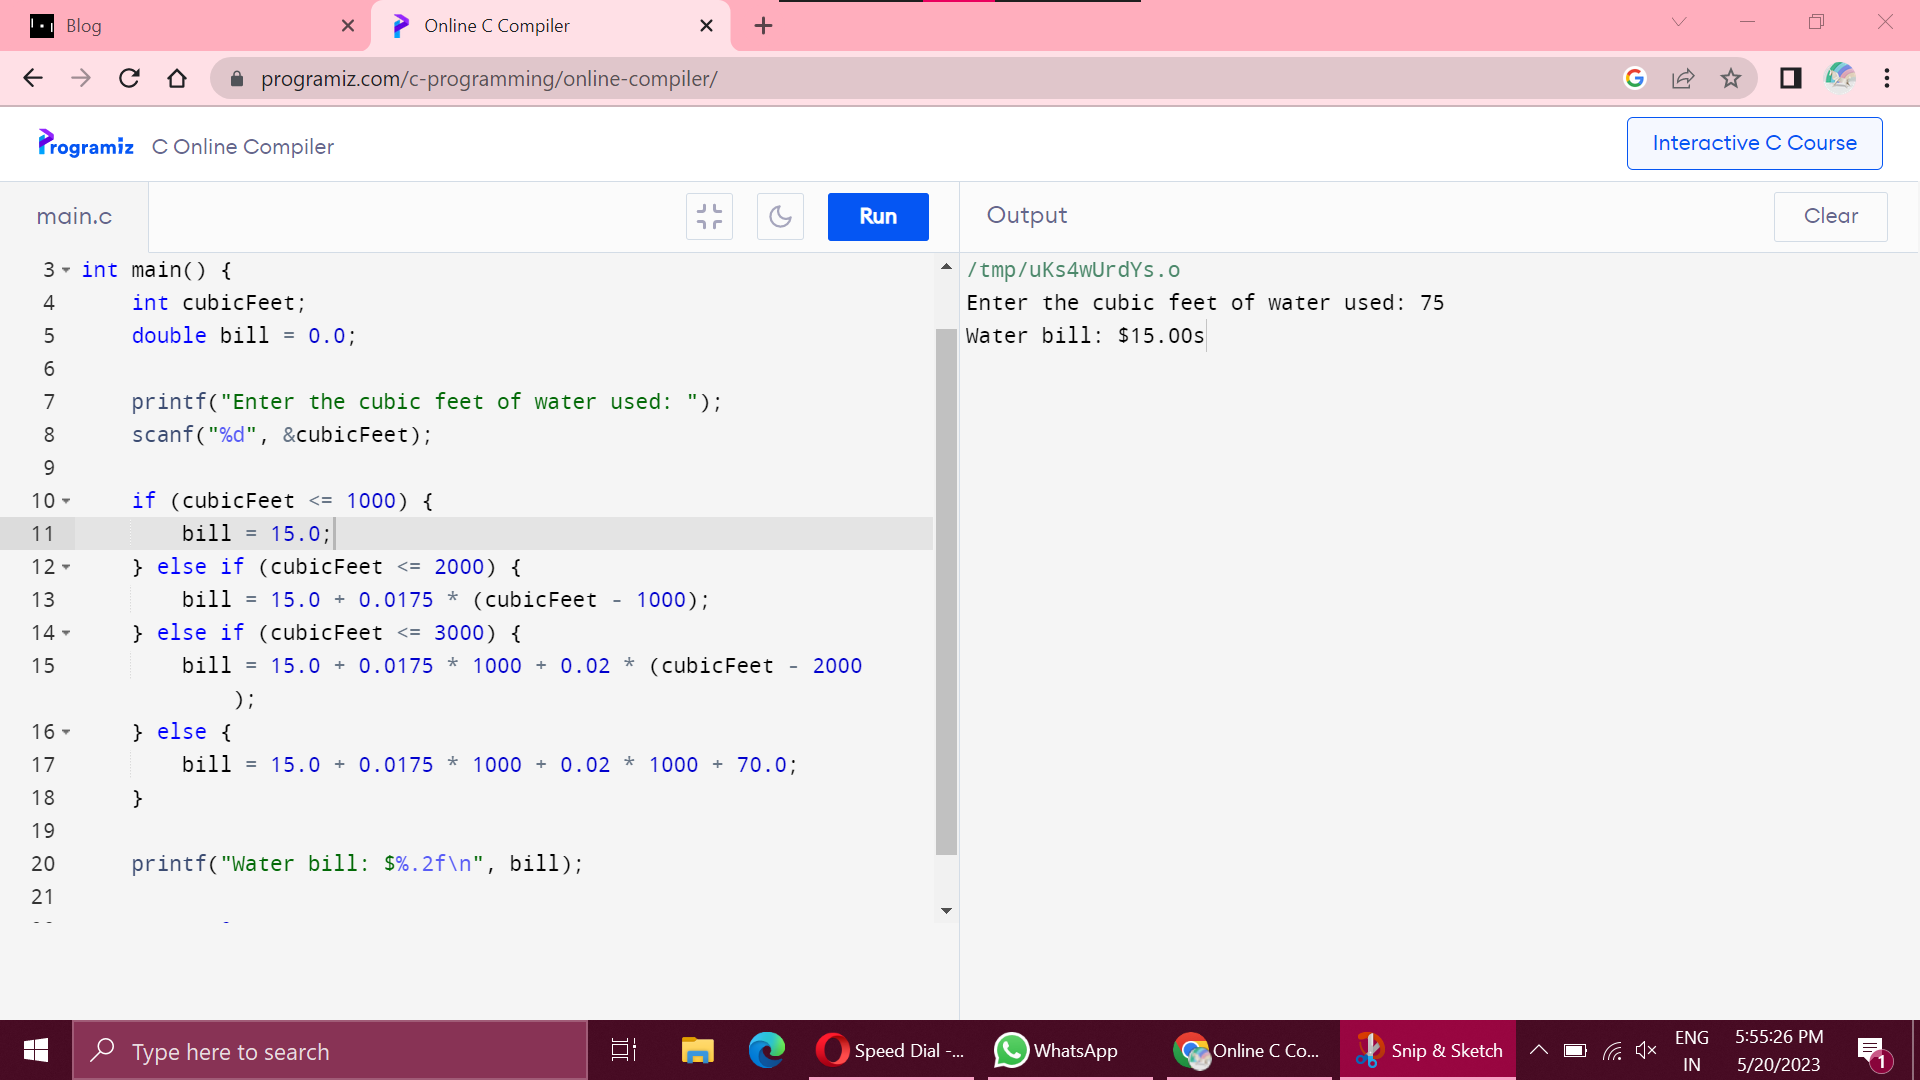 Blog
Online C Compiler
programiz.com/c-programming/online-compiler/
Programiz C Online Compiler
Interactive C Course
main.c
Run
Output
Clear
3 int main() {
4 int cubicFeet;
5 double bill = 0.0;
6
7 printf("Enter the cubic feet of water used: ");
8 scanf("%d", &cubicFeet);
9
10 if (cubicFeet <= 1000) {
11 bill = 15.0;
12 } else if (cubicFeet <= 2000) {
13 bill = 15.0 + 0.0175 * (cubicFeet - 1000);
14 } else if (cubicFeet <= 3000) {
15 bill = 15.0 + 0.0175 * 1000 + 0.02 * (cubicFeet - 2000
);
16 } else {
17 bill = 15.0 + 0.0175 * 1000 + 0.02 * 1000 + 70.0;
18 }
19
20 printf("Water bill: $%.2f\n", bill);
21
/tmp/uKs4wUrdYs.o
Enter the cubic feet of water used: 75
Water bill: $15.00s
Type here to search
Speed Dial -...
WhatsApp
Online C Co...
Snip & Sketch
ENG
IN
5:55:26 PM
5/20/2023
1